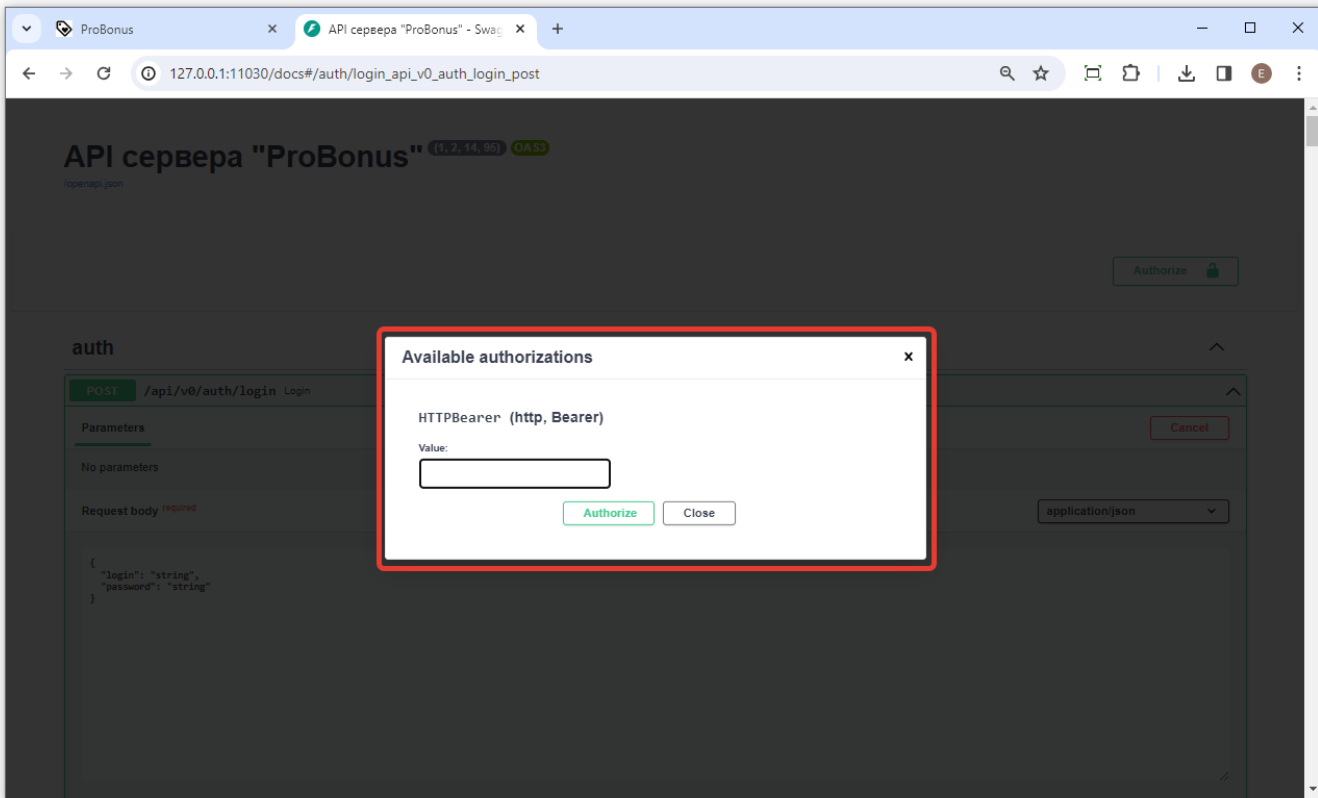 ProBonus
API сервера "ProBonus" - Swag
127.0.0.1:11030/docs#/auth/login_api_v0_auth_login_post
E
API сервера "ProBonus" (1, 2, 14, 95) OAS3
/openapi.json
Authorize
auth
POST /api/v0/auth/login Login
Parameters
Cancel
No parameters
Request body required
application/json
{
"login": "string",
"password": "string"
}
Available authorizations
x
HTTPBearer (http, Bearer)
Value:
Authorize Close